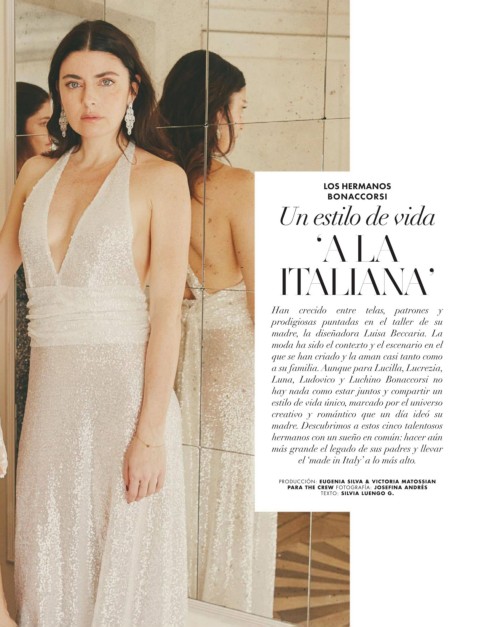 LOS HERMANOS
BONACCORSI
Un estilo de vida
‘A LA
ITALIANA’
Han crecido entre telas, patrones y
prodigiosas puntadas en el taller de su
madre, la diseñadora Luisa Beccaria. La
moda ha sido el contexto y el escenario en el
que se han criado y la aman casi tanto como
a su familia. Aunque para Lucilla, Lucrezia,
Luna, Ludovico y Luchino Bonaccorsi no
hay nada como estar juntos y compartir un
estilo de vida único, marcado por el universo
creativo y romántico que un día ideó su
madre. Descubrimos a estos cinco talentosos
hermanos con un sueño en común: hacer aún
más grande el legado de sus padres y llevar
el ‘made in Italy’ a lo más alto.
PRODUCCIÓN: EUGENIA SILVA & VICTORIA MATOSSIAN
PARA THE CREW FOTOGRAFÍA: JOSEFINA ANDRÉS
TEXTO: SILVIA LUENGO G.